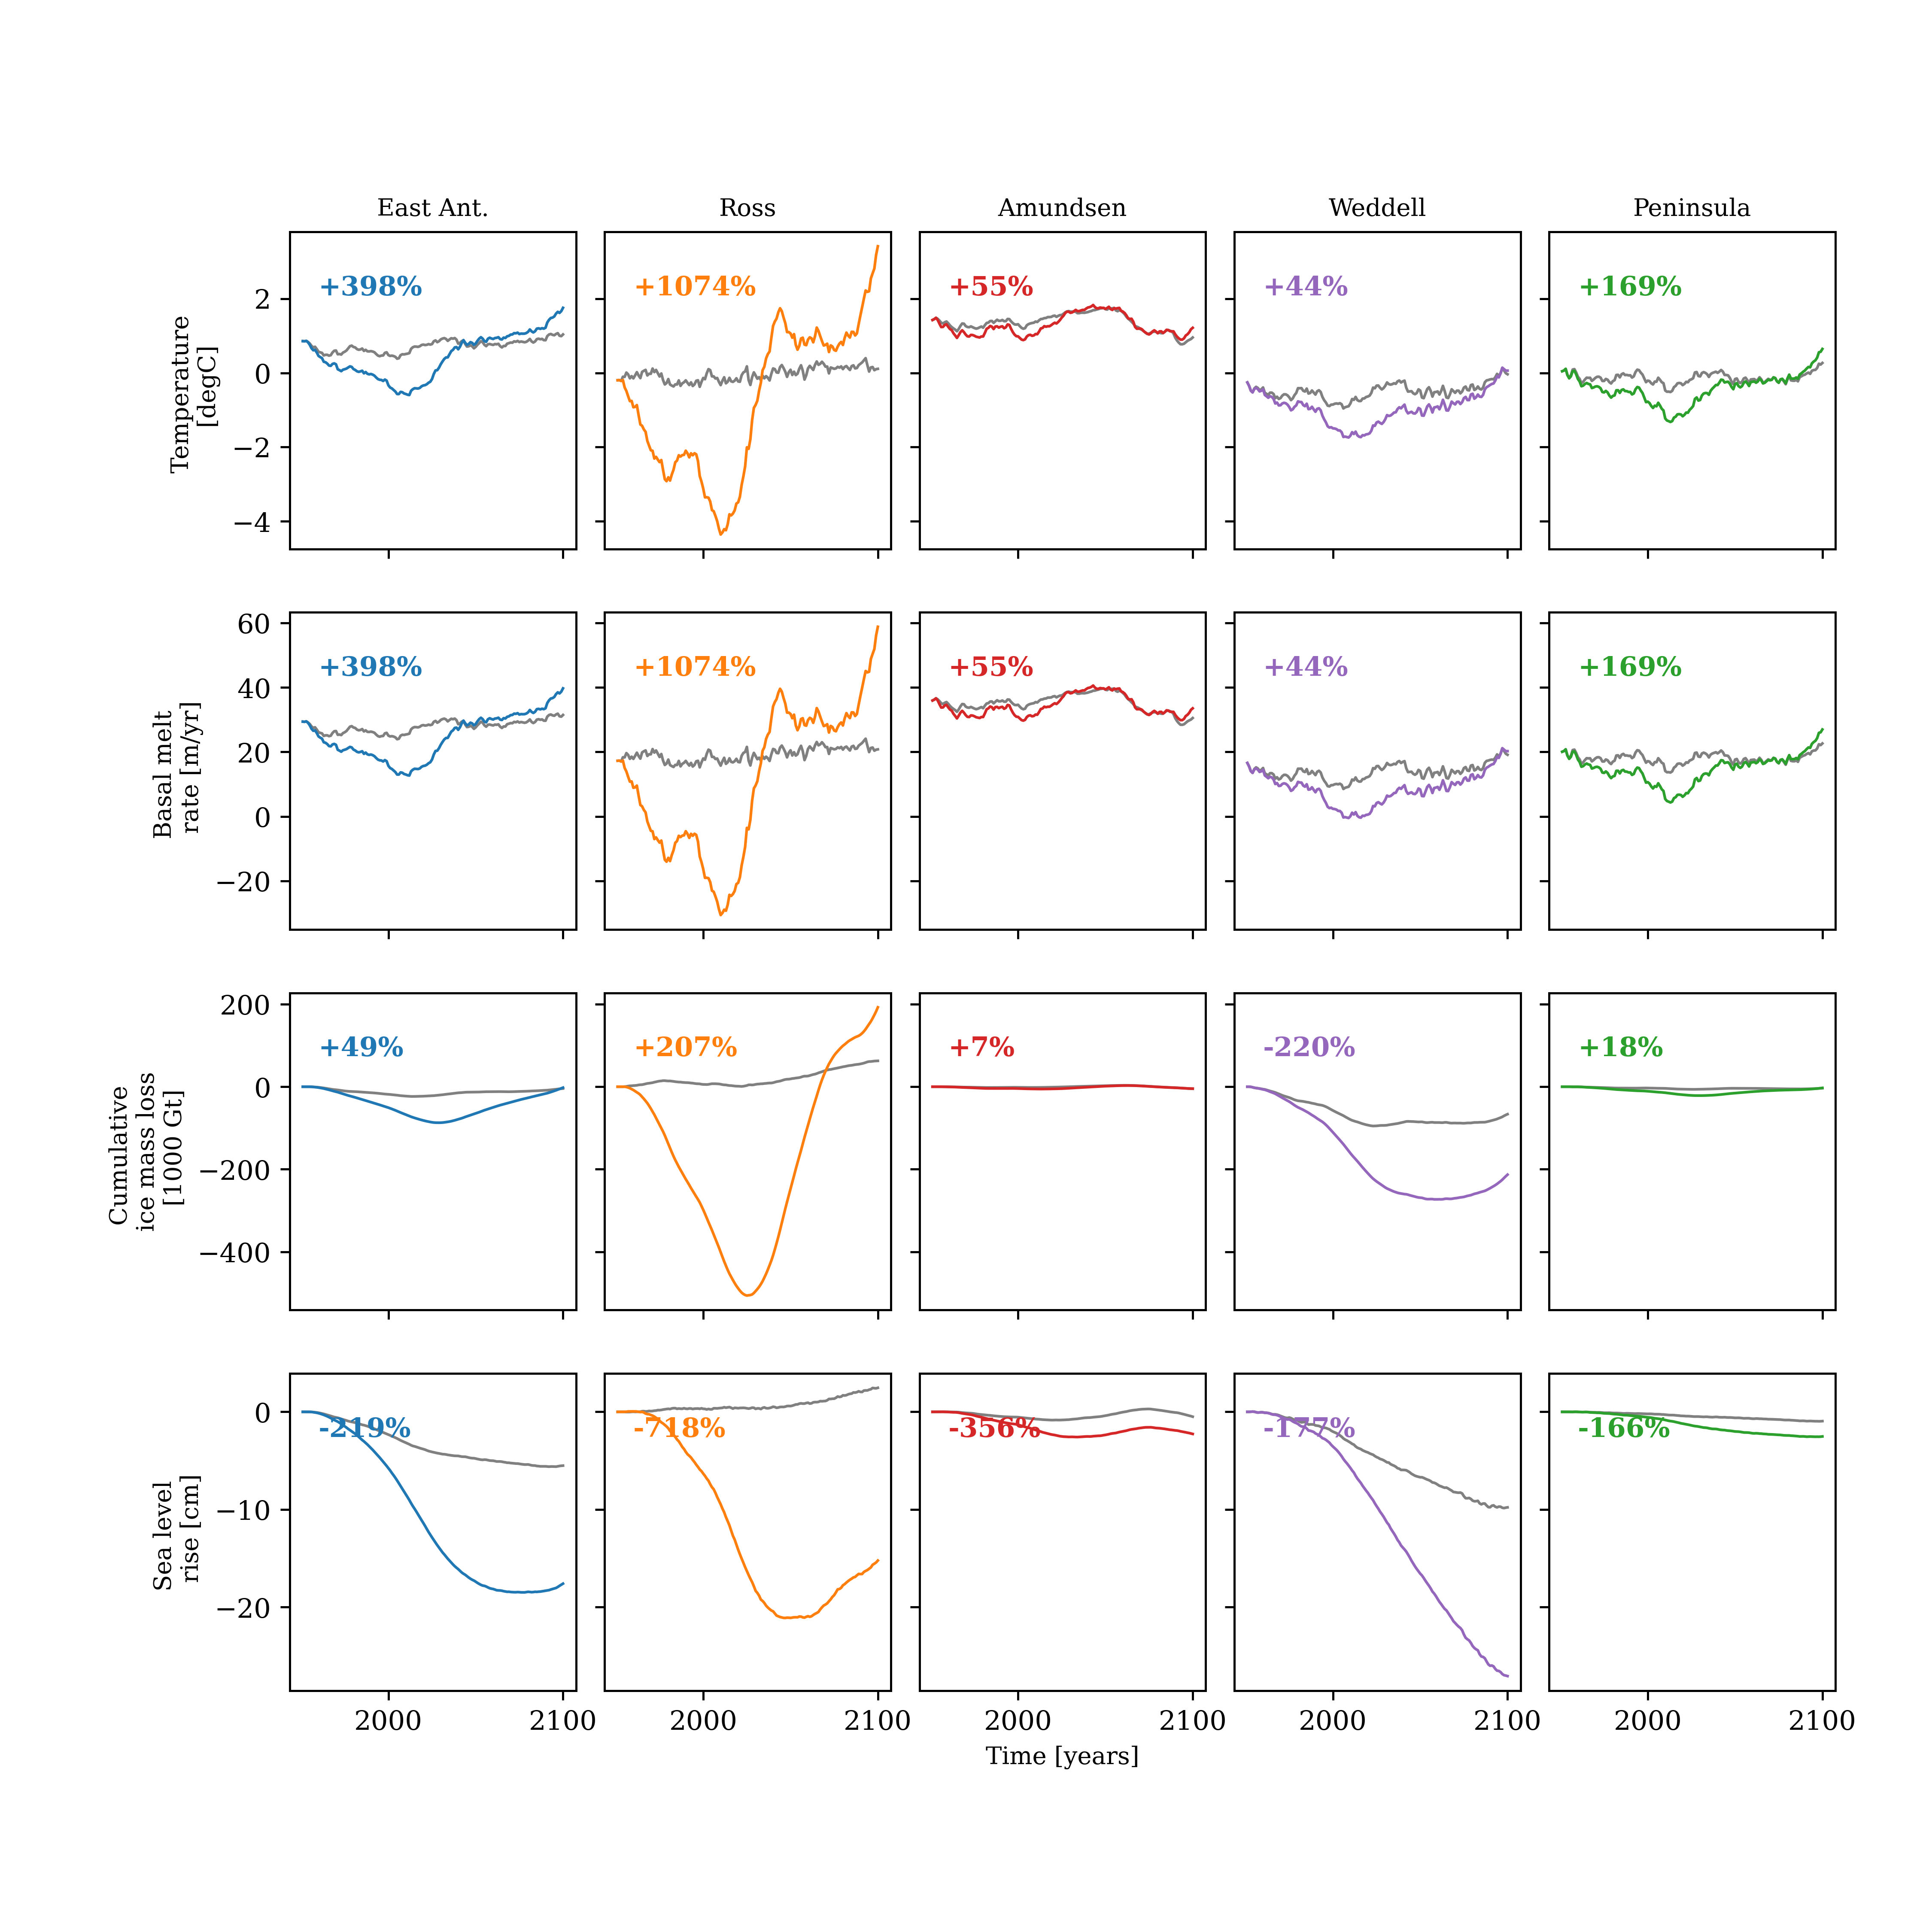 East Ant. Ross Amundsen Weddell Peninsula
Temperature
[degC]
2
0
−2
−4
+398% +1074% +55% +44% +169%
Basal melt
rate [m/yr]
60
40
20
0
−20
+398% +1074% +55% +44% +169%
Cumulative
ice mass loss
[1000 Gt]
200
0
−200
−400
+49% +207% +7% -220% +18%
Sea level
rise [cm]
0
−10
−20
-219% -718% -356% -177% -166%
2000 2100 2000 2100 2000 2100 2000 2100 2000 2100
Time [years]